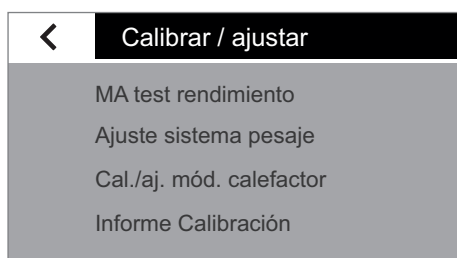 Calibrar / ajustar
MA test rendimiento
Ajuste sistema pesaje
Cal./aj. mód. calefactor
Informe Calibración